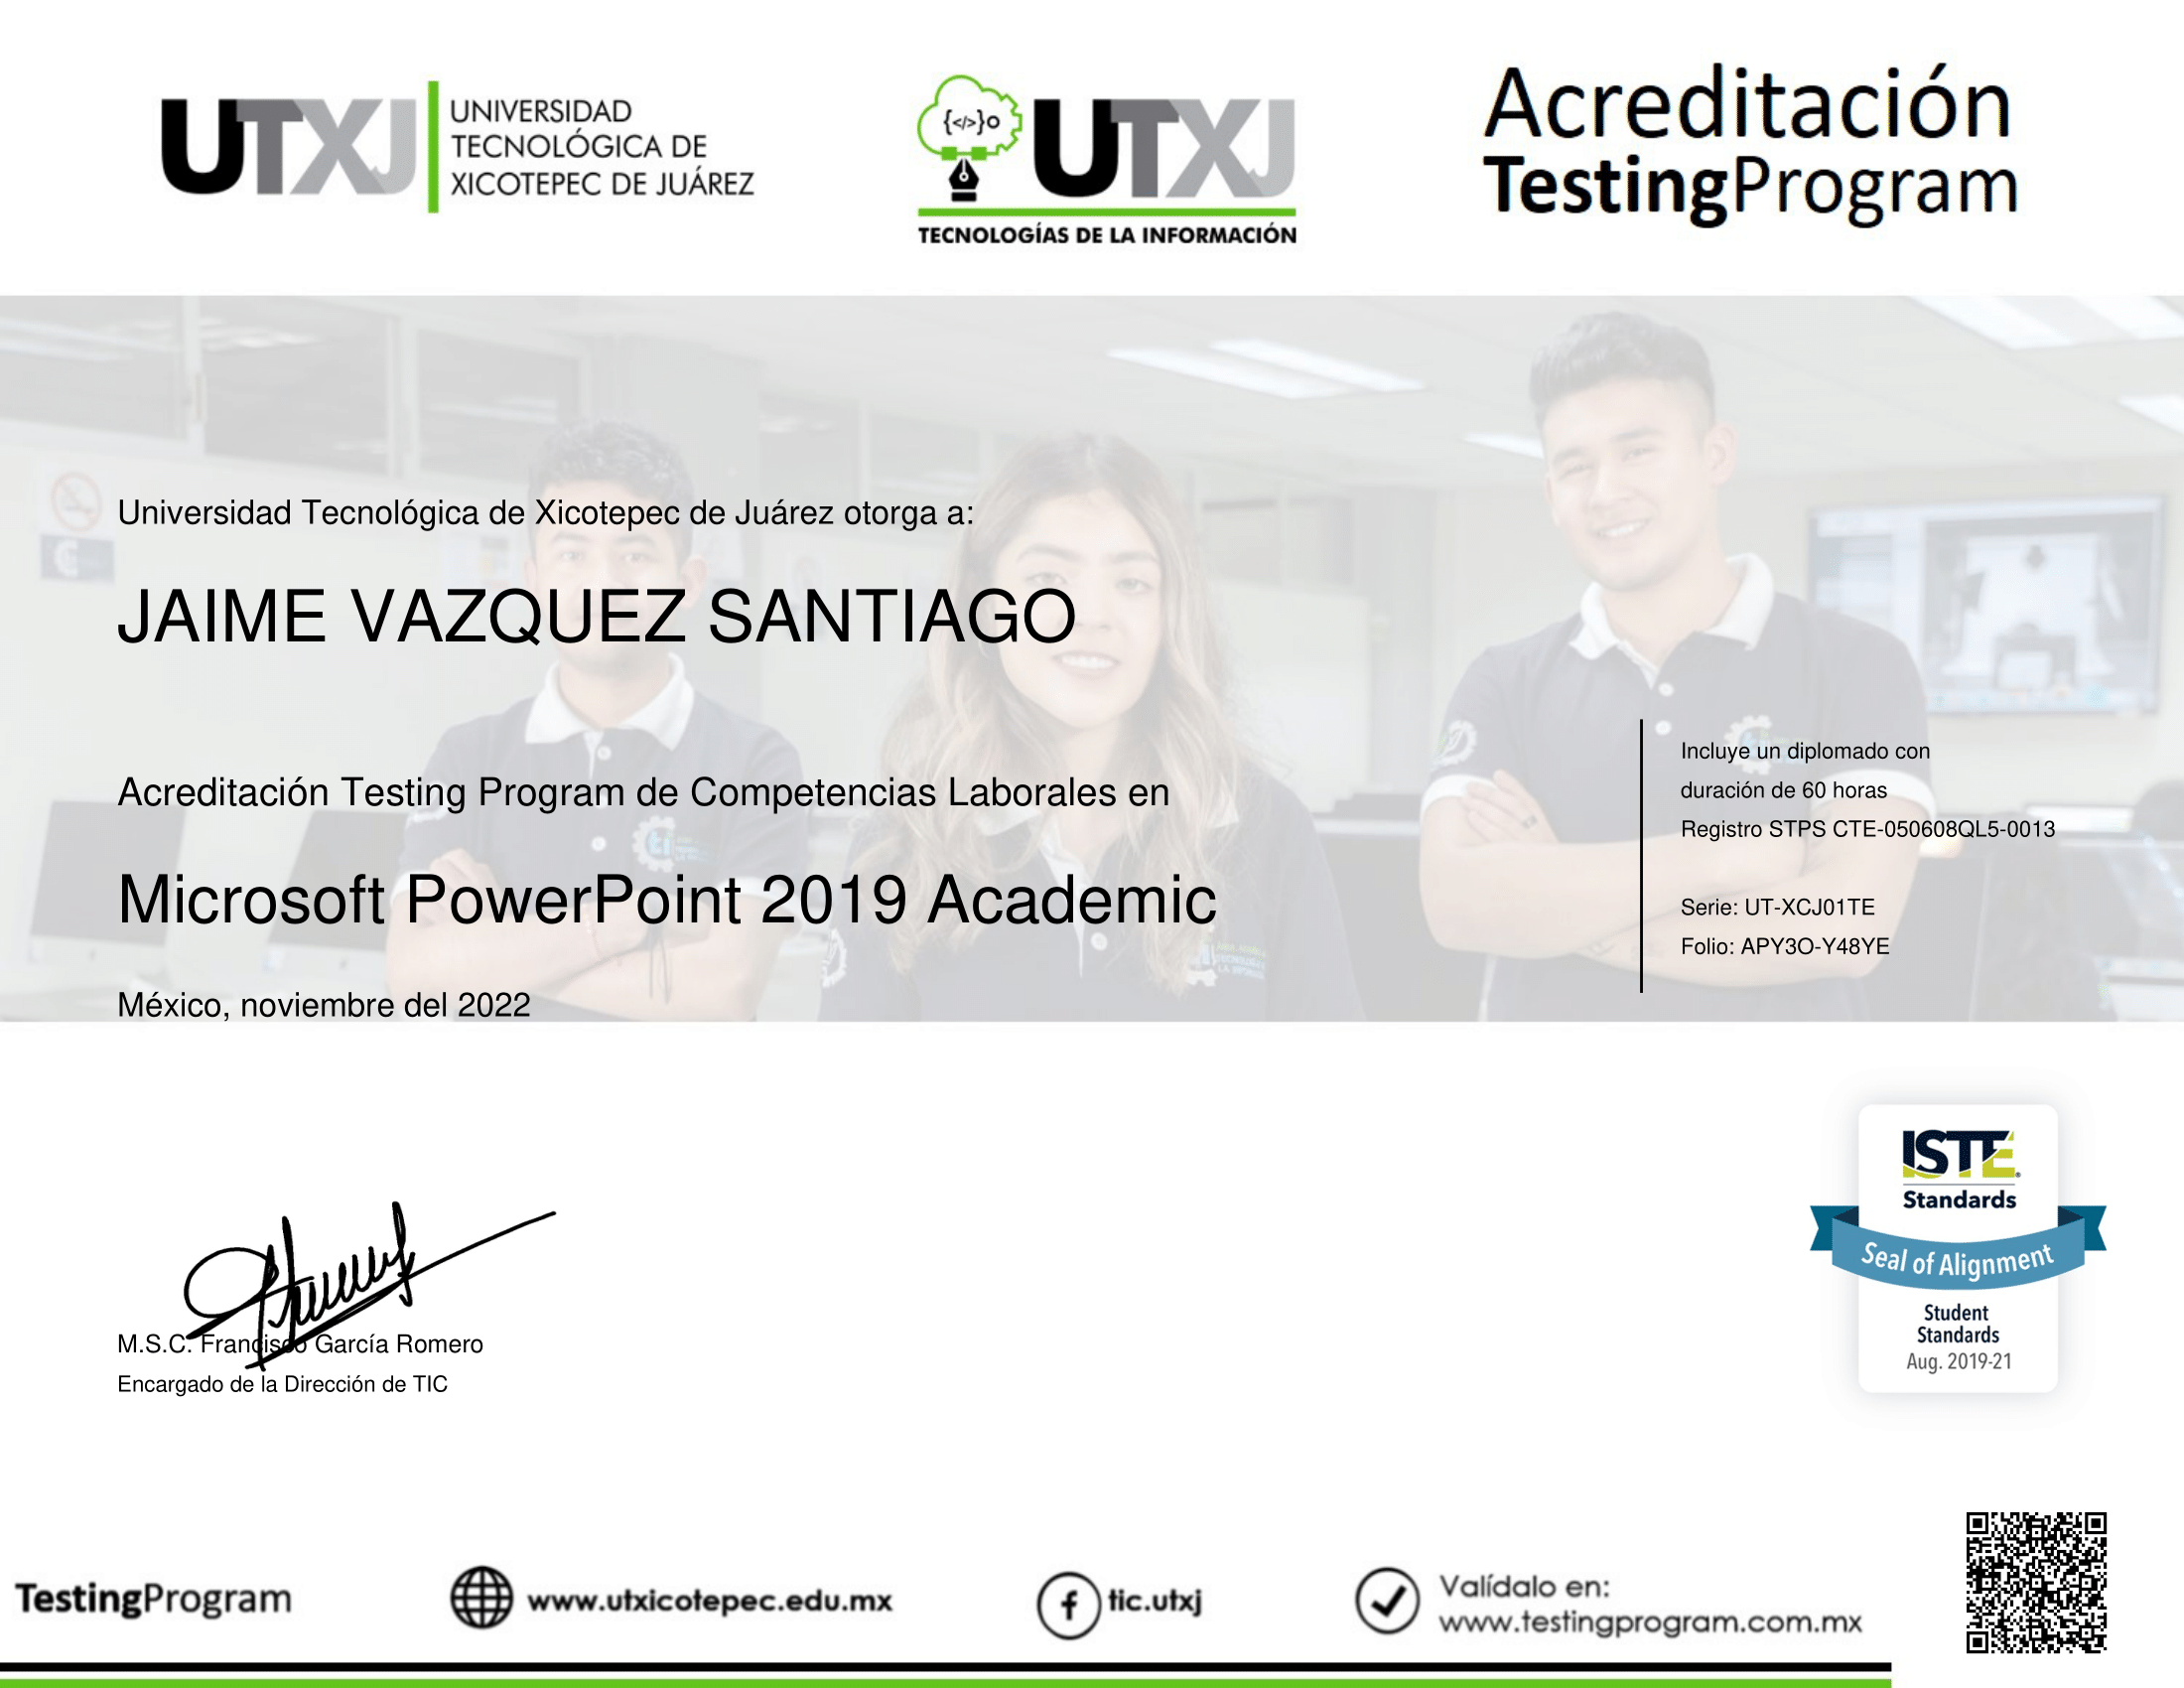 UTXJ
UNIVERSIDAD
TECNOLÓGICA DE
XICOTEPEC DE JUÁREZ
{</>}
UTXJ
TECNOLOGÍAS DE LA INFORMACIÓN
Acreditación
TestingProgram
Universidad Tecnológica de Xicotepec de Juárez otorga a:
JAIME VAZQUEZ SANTIAGO
Acreditación Testing Program de Competencias Laborales en
Microsoft PowerPoint 2019 Academic
México, noviembre del 2022
Incluye un diplomado con
duración de 60 horas
Registro STPS CTE-050608QL5-0013
Serie: UT-XCJ01TE
Folio: APY3O-Y48YE
M.S.C. Francisco García Romero
Encargado de la Dirección de TIC
ISTE®
Standards
Seal of Alignment
Student
Standards
Aug. 2019-21
TestingProgram
www.utxicotepec.edu.mx
tic.utxj
Valídalo en:
www.testingprogram.com.mx